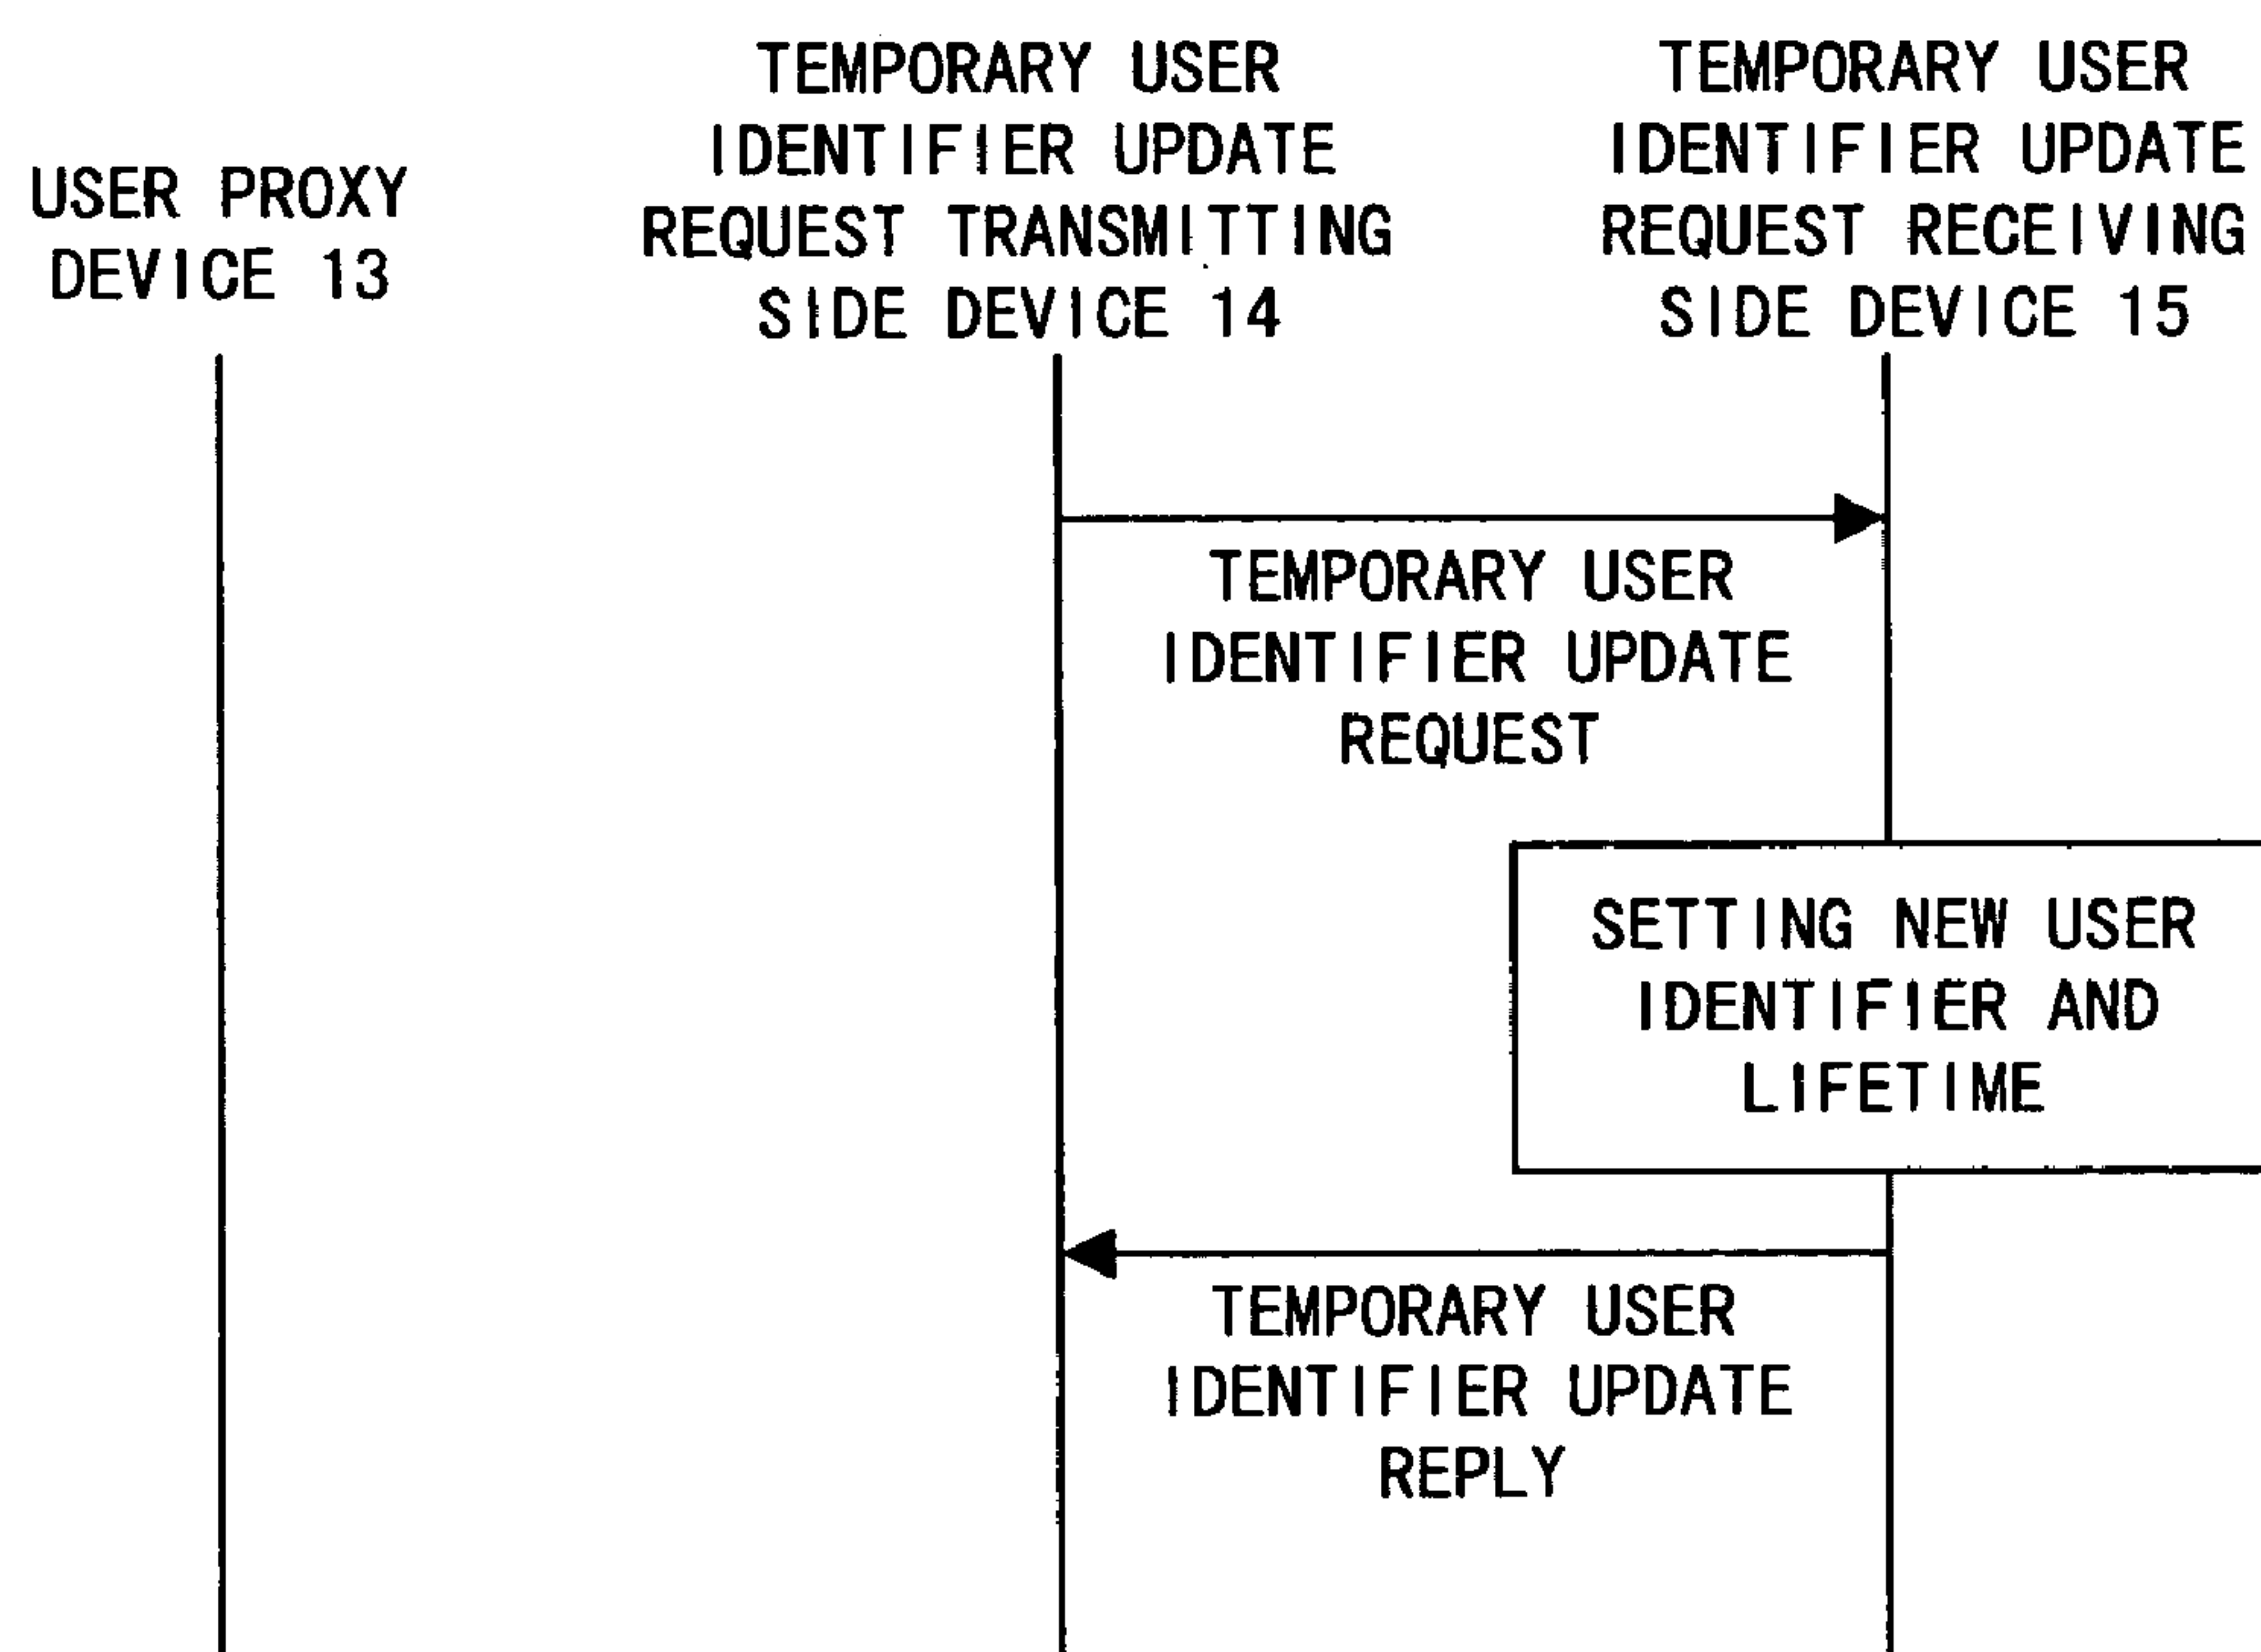 USER PROXY
DEVICE 13
TEMPORARY USER
IDENTIFIER UPDATE
REQUEST TRANSMITTING
SIDE DEVICE 14
TEMPORARY USER
IDENTIFIER UPDATE
REQUEST RECEIVING
SIDE DEVICE 15
TEMPORARY USER
IDENTIFIER UPDATE
REQUEST
SETTING NEW USER
IDENTIFIER AND
LIFETIME
TEMPORARY USER
IDENTIFIER UPDATE
REPLY